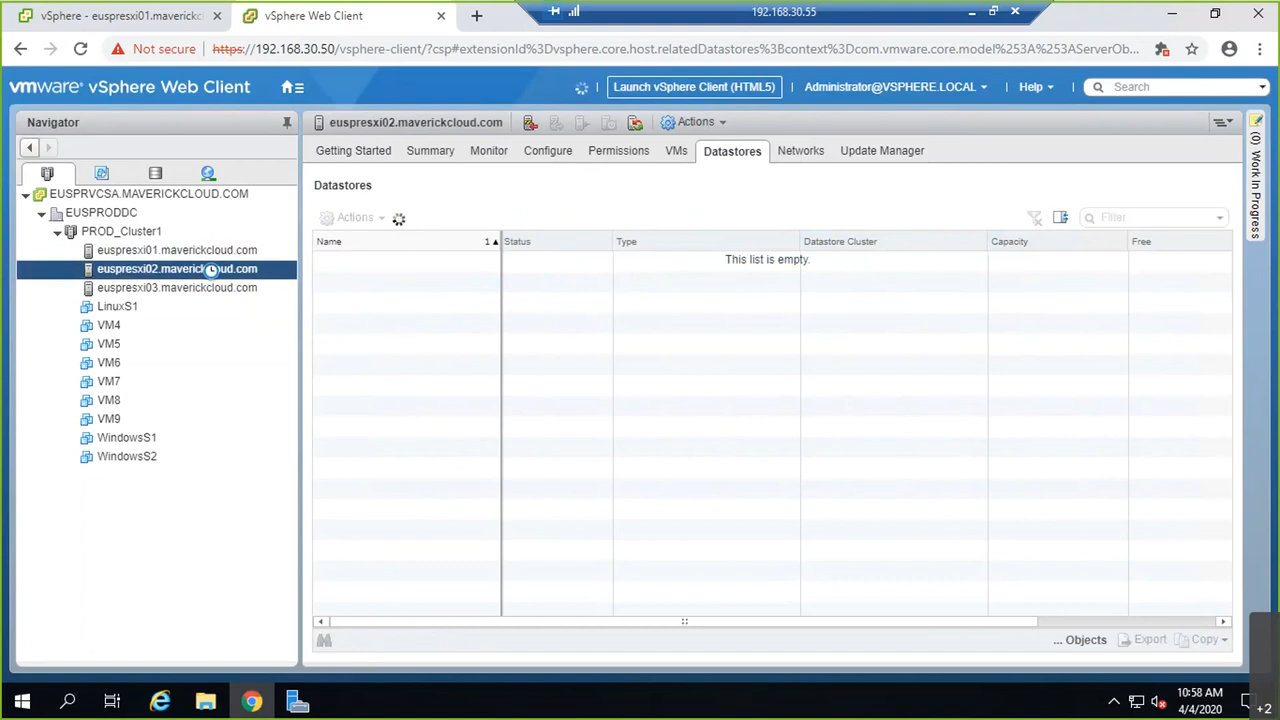 vSphere - euspresxi01.maverickc
vSphere Web Client
192.168.30.55
Not secure
https://192.168.30.50/vsphere-client/?csp#extensionId%3Dvsphere.core.host.relatedDatastores%3Bcontext%3Dcom.vmware.core.model%253A%253AServerOb...
vmware® vSphere Web Client
Launch vSphere Client (HTML5)
Administrator@VSPHERE.LOCAL
Help
Search
Navigator
EUSPRVCSA.MAVERICKCLOUD.COM
EUSPRODDC
PROD_Cluster1
euspresxi01.maverickcloud.com
euspresxi02.maverickcloud.com
euspresxi03.maverickcloud.com
LinuxS1
VM4
VM5
VM6
VM7
VM8
VM9
WindowsS1
WindowsS2
euspresxi02.maverickcloud.com
Actions
Getting Started
Summary
Monitor
Configure
Permissions
VMs
Datastores
Networks
Update Manager
Datastores
Actions
Filter
Name 1
Status
Type
Datastore Cluster
Capacity
Free
This list is empty.
... Objects
Export
Copy
(0) Work In Progress
10:58 AM
4/4/2020
+2